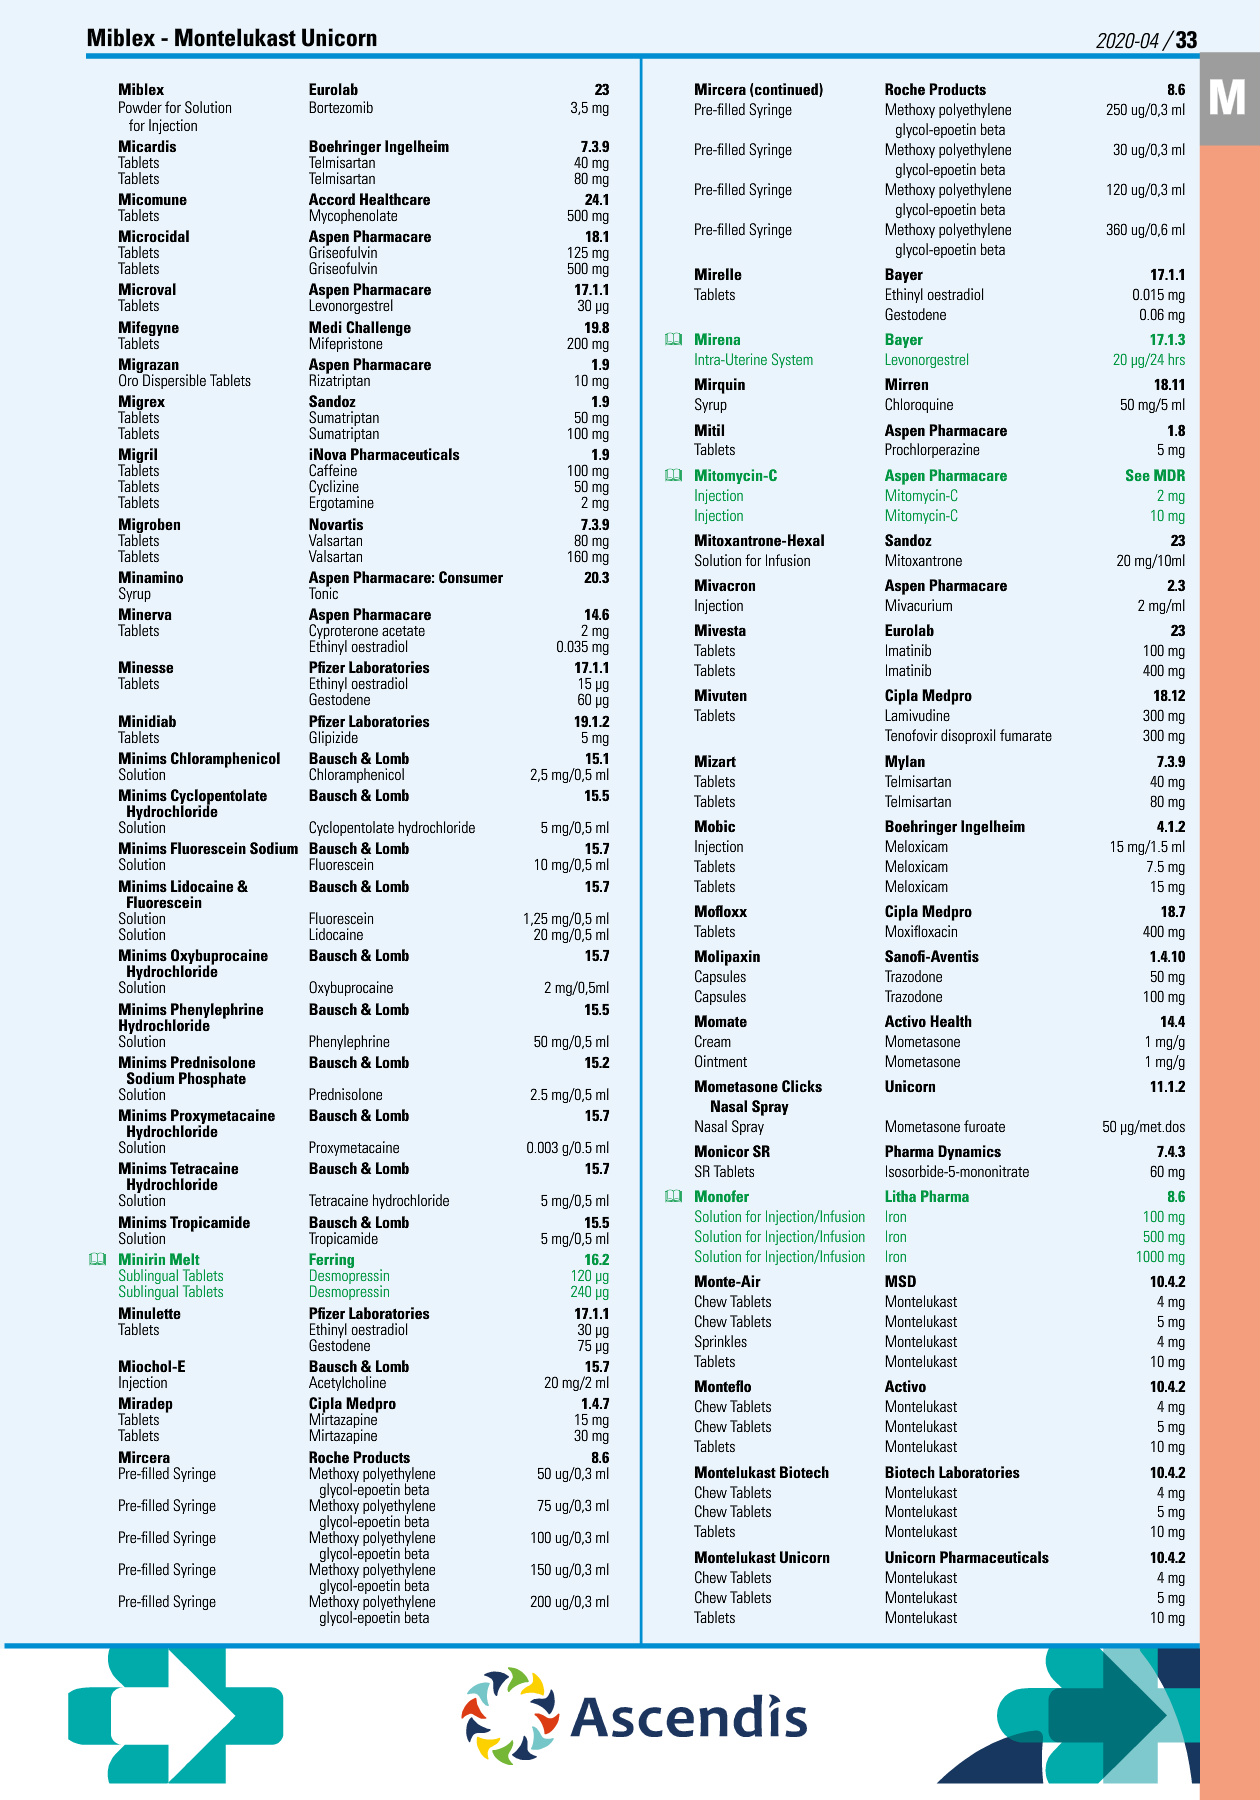 Miblex - Montelukast Unicorn
2020-04 / 33
M
Miblex Eurolab 23
Powder for Solution Bortezomib 3,5 mg
for Injection
Micardis Boehringer Ingelheim 7.3.9
Tablets Telmisartan 40 mg
Tablets Telmisartan 80 mg
Micomune Accord Healthcare 24.1
Tablets Mycophenolate 500 mg
Microcidal Aspen Pharmacare 18.1
Tablets Griseofulvin 125 mg
Tablets Griseofulvin 500 mg
Microval Aspen Pharmacare 17.1.1
Tablets Levonorgestrel 30 µg
Mifegyne Medi Challenge 19.8
Tablets Mifepristone 200 mg
Migrazan Aspen Pharmacare 1.9
Oro Dispersible Tablets Rizatriptan 10 mg
Migrex Sandoz 1.9
Tablets Sumatriptan 50 mg
Tablets Sumatriptan 100 mg
Migril iNova Pharmaceuticals 1.9
Tablets Caffeine 100 mg
Tablets Cyclizine 50 mg
Tablets Ergotamine 2 mg
Migroben Novartis 7.3.9
Tablets Valsartan 80 mg
Tablets Valsartan 160 mg
Minamino Aspen Pharmacare: Consumer 20.3
Syrup Tonic
Minerva Aspen Pharmacare 14.6
Tablets Cyproterone acetate 2 mg
Ethinyl oestradiol 0.035 mg
Minesse Pfizer Laboratories 17.1.1
Tablets Ethinyl oestradiol 15 µg
Gestodene 60 µg
Minidiab Pfizer Laboratories 19.1.2
Tablets Glipizide 5 mg
Minims Chloramphenicol Bausch & Lomb 15.1
Solution Chloramphenicol 2,5 mg/0,5 ml
Minims Cyclopentolate Bausch & Lomb 15.5
Hydrochloride
Solution Cyclopentolate hydrochloride 5 mg/0,5 ml
Minims Fluorescein Sodium Bausch & Lomb 15.7
Solution Fluorescein 10 mg/0,5 ml
Minims Lidocaine & Bausch & Lomb 15.7
Fluorescein
Solution Fluorescein 1,25 mg/0,5 ml
Solution Lidocaine 20 mg/0,5 ml
Minims Oxybuprocaine Bausch & Lomb 15.7
Hydrochloride
Solution Oxybuprocaine 2 mg/0,5ml
Minims Phenylephrine Bausch & Lomb 15.5
Hydrochloride
Solution Phenylephrine 50 mg/0,5 ml
Minims Prednisolone Bausch & Lomb 15.2
Sodium Phosphate
Solution Prednisolone 2.5 mg/0,5 ml
Minims Proxymetacaine Bausch & Lomb 15.7
Hydrochloride
Solution Proxymetacaine 0.003 g/0.5 ml
Minims Tetracaine Bausch & Lomb 15.7
Hydrochloride
Solution Tetracaine hydrochloride 5 mg/0,5 ml
Minims Tropicamide Bausch & Lomb 15.5
Solution Tropicamide 5 mg/0,5 ml
Minirin Melt Ferring 16.2
Sublingual Tablets Desmopressin 120 µg
Sublingual Tablets Desmopressin 240 µg
Minulette Pfizer Laboratories 17.1.1
Tablets Ethinyl oestradiol 30 µg
Gestodene 75 µg
Miochol-E Bausch & Lomb 15.7
Injection Acetylcholine 20 mg/2 ml
Miradep Cipla Medpro 1.4.7
Tablets Mirtazapine 15 mg
Tablets Mirtazapine 30 mg
Mircera Roche Products 8.6
Pre-filled Syringe Methoxy polyethylene 50 ug/0,3 ml
glycol-epoetin beta
Pre-filled Syringe Methoxy polyethylene 75 ug/0,3 ml
glycol-epoetin beta
Pre-filled Syringe Methoxy polyethylene 100 ug/0,3 ml
glycol-epoetin beta
Pre-filled Syringe Methoxy polyethylene 150 ug/0,3 ml
glycol-epoetin beta
Pre-filled Syringe Methoxy polyethylene 200 ug/0,3 ml
glycol-epoetin beta
Mircera (continued) Roche Products 8.6
Pre-filled Syringe Methoxy polyethylene 250 ug/0,3 ml
glycol-epoetin beta
Pre-filled Syringe Methoxy polyethylene 30 ug/0,3 ml
glycol-epoetin beta
Pre-filled Syringe Methoxy polyethylene 120 ug/0,3 ml
glycol-epoetin beta
Pre-filled Syringe Methoxy polyethylene 360 ug/0,6 ml
glycol-epoetin beta
Mirelle Bayer 17.1.1
Tablets Ethinyl oestradiol 0.015 mg
Gestodene 0.06 mg
Mirena Bayer 17.1.3
Intra-Uterine System Levonorgestrel 20 µg/24 hrs
Mirquin Mirren 18.11
Syrup Chloroquine 50 mg/5 ml
Mitil Aspen Pharmacare 1.8
Tablets Prochlorperazine 5 mg
Mitomycin-C Aspen Pharmacare See MDR
Injection Mitomycin-C 2 mg
Injection Mitomycin-C 10 mg
Mitoxantrone-Hexal Sandoz 23
Solution for Infusion Mitoxantrone 20 mg/10ml
Mivacron Aspen Pharmacare 2.3
Injection Mivacurium 2 mg/ml
Mivesta Eurolab 23
Tablets Imatinib 100 mg
Tablets Imatinib 400 mg
Mivuten Cipla Medpro 18.12
Tablets Lamivudine 300 mg
Tenofovir disoproxil fumarate 300 mg
Mizart Mylan 7.3.9
Tablets Telmisartan 40 mg
Tablets Telmisartan 80 mg
Mobic Boehringer Ingelheim 4.1.2
Injection Meloxicam 15 mg/1.5 ml
Tablets Meloxicam 7.5 mg
Tablets Meloxicam 15 mg
Mofloxx Cipla Medpro 18.7
Tablets Moxifloxacin 400 mg
Molipaxin Sanofi-Aventis 1.4.10
Capsules Trazodone 50 mg
Capsules Trazodone 100 mg
Momate Activo Health 14.4
Cream Mometasone 1 mg/g
Ointment Mometasone 1 mg/g
Mometasone Clicks Unicorn 11.1.2
Nasal Spray
Nasal Spray Mometasone furoate 50 µg/met.dos
Monicor SR Pharma Dynamics 7.4.3
SR Tablets Isosorbide-5-mononitrate 60 mg
Monofer Litha Pharma 8.6
Solution for Injection/Infusion Iron 100 mg
Solution for Injection/Infusion Iron 500 mg
Solution for Injection/Infusion Iron 1000 mg
Monte-Air MSD 10.4.2
Chew Tablets Montelukast 4 mg
Chew Tablets Montelukast 5 mg
Sprinkles Montelukast 4 mg
Tablets Montelukast 10 mg
Monteflo Activo 10.4.2
Chew Tablets Montelukast 4 mg
Chew Tablets Montelukast 5 mg
Tablets Montelukast 10 mg
Montelukast Biotech Biotech Laboratories 10.4.2
Chew Tablets Montelukast 4 mg
Chew Tablets Montelukast 5 mg
Tablets Montelukast 10 mg
Montelukast Unicorn Unicorn Pharmaceuticals 10.4.2
Chew Tablets Montelukast 4 mg
Chew Tablets Montelukast 5 mg
Tablets Montelukast 10 mg
Ascendis